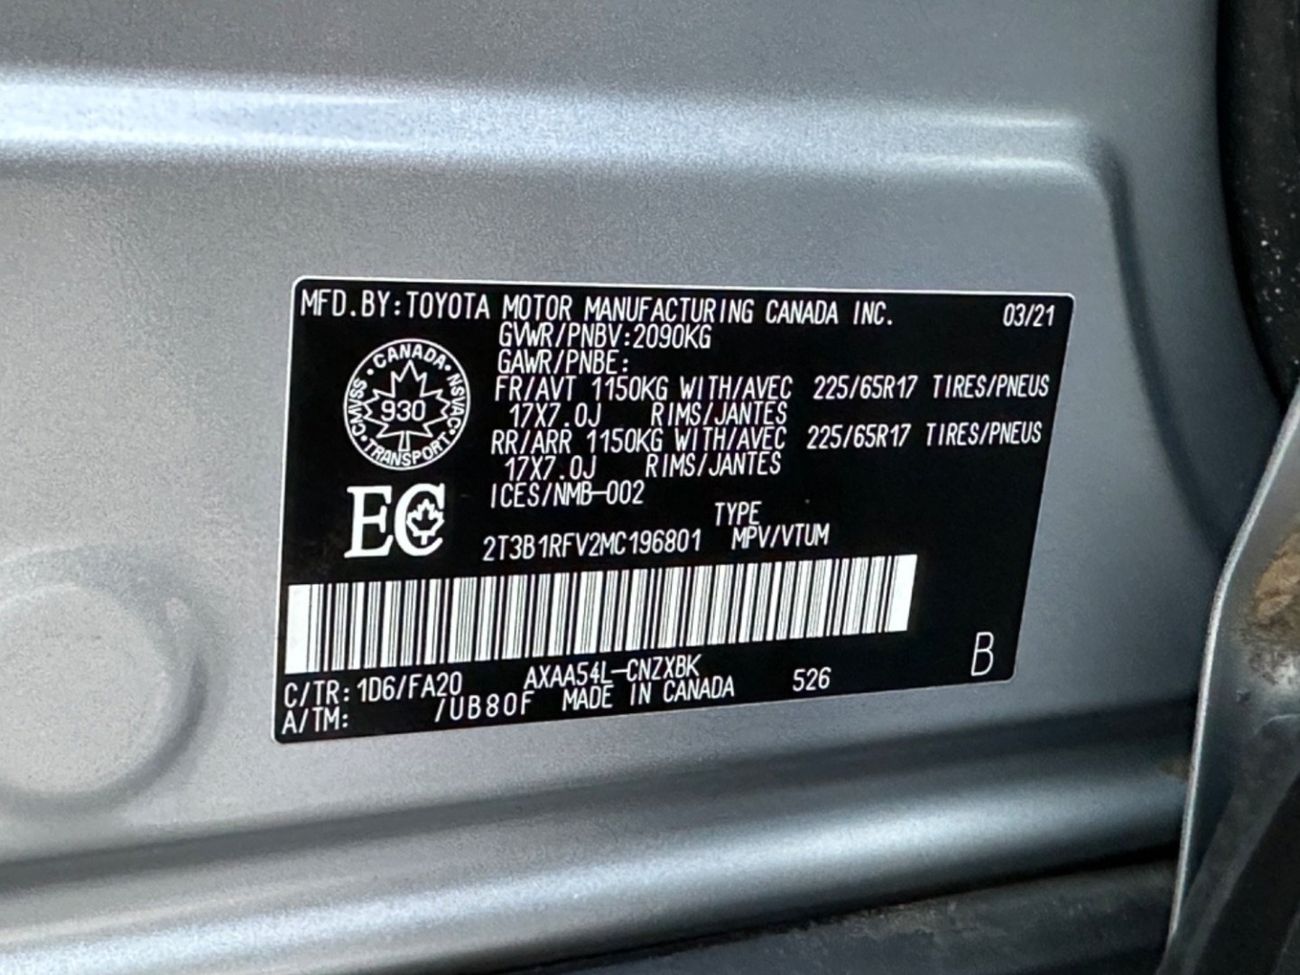 MFD.BY:TOYOTA MOTOR MANUFACTURING CANADA INC. 03/21
GVWR/PNBV:2090KG
GAWR/PNBE:
FR/AVT 1150KG WITH/AVEC 225/65R17 TIRES/PNEUS
17X7.0J RIMS/JANTES
RR/ARR 1150KG WITH/AVEC 225/65R17 TIRES/PNEUS
17X7.0J RIMS/JANTES
ICES/NMB-002
CANADA
CMVSS
NSVAC
930
TRANSPORT
EC
TYPE
2T3B1RFV2MC196801 MPV/VTUM
C/TR:1D6/FA20 AXAA54L-CNZXBK 526 B
A/TM: /UB80F MADE IN CANADA